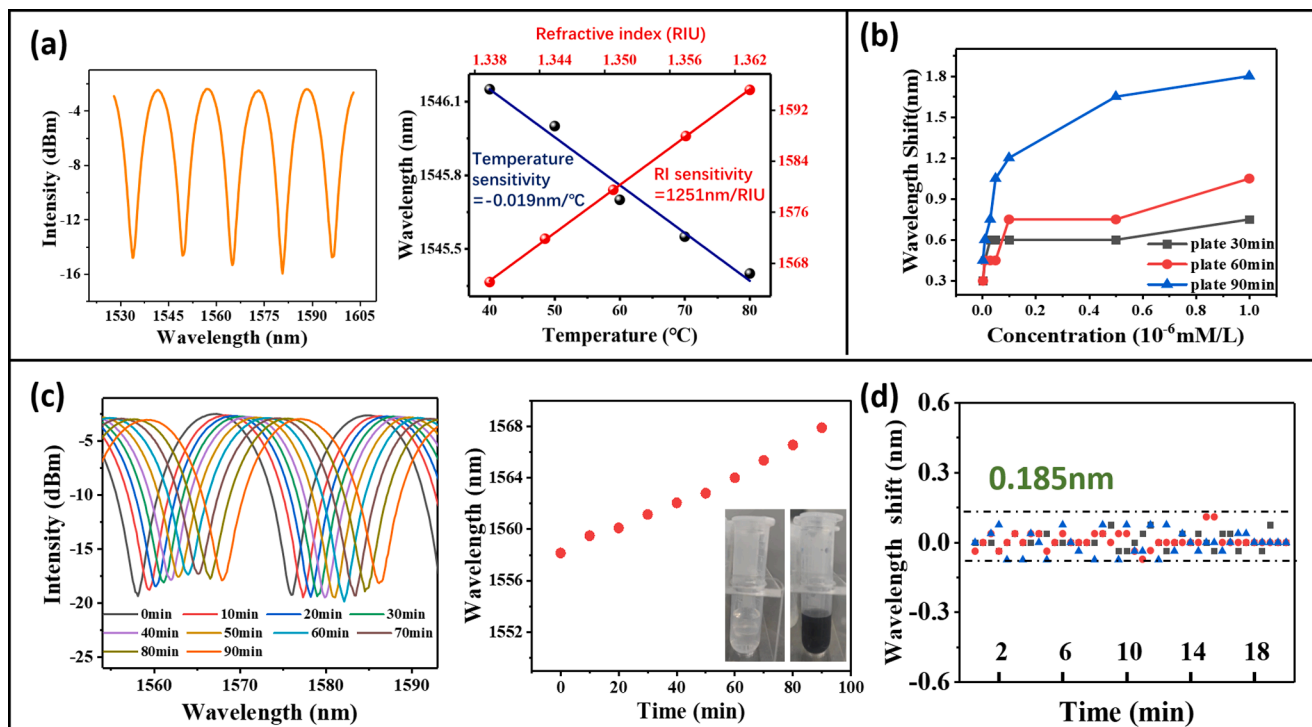 (a)
Intensity (dBm)
-4
-8
-12
-16
1530 1545 1560 1575 1590 1605
Wavelength (nm)
Refractive index (RIU)
1.338 1.344 1.350 1.356 1.362
Wavelength (nm)
1546.1
1545.8
1545.5
1592
1584
1576
1568
Temperature
sensitivity
=-0.019nm/°C
RI sensitivity
=1251nm/RIU
40 50 60 70 80
Temperature (°C)
(b)
Wavelength Shift(nm)
1.8
1.5
1.2
0.9
0.6
0.3
plate 30min
plate 60min
plate 90min
0.0 0.2 0.4 0.6 0.8 1.0
Concentration (10-6mM/L)
(c)
Intensity (dBm)
-5
-10
-15
-20
-25
0min 10min 20min 30min
40min 50min 60min 70min
80min 90min
1560 1570 1580 1590
Wavelength (nm)
Wavelength (nm)
1568
1564
1560
1556
1552
0 20 40 60 80 100
Time (min)
(d)
Wavelength shift (nm)
0.6
0.3
0.0
-0.3
-0.6
0.185nm
2 6 10 14 18
Time (min)